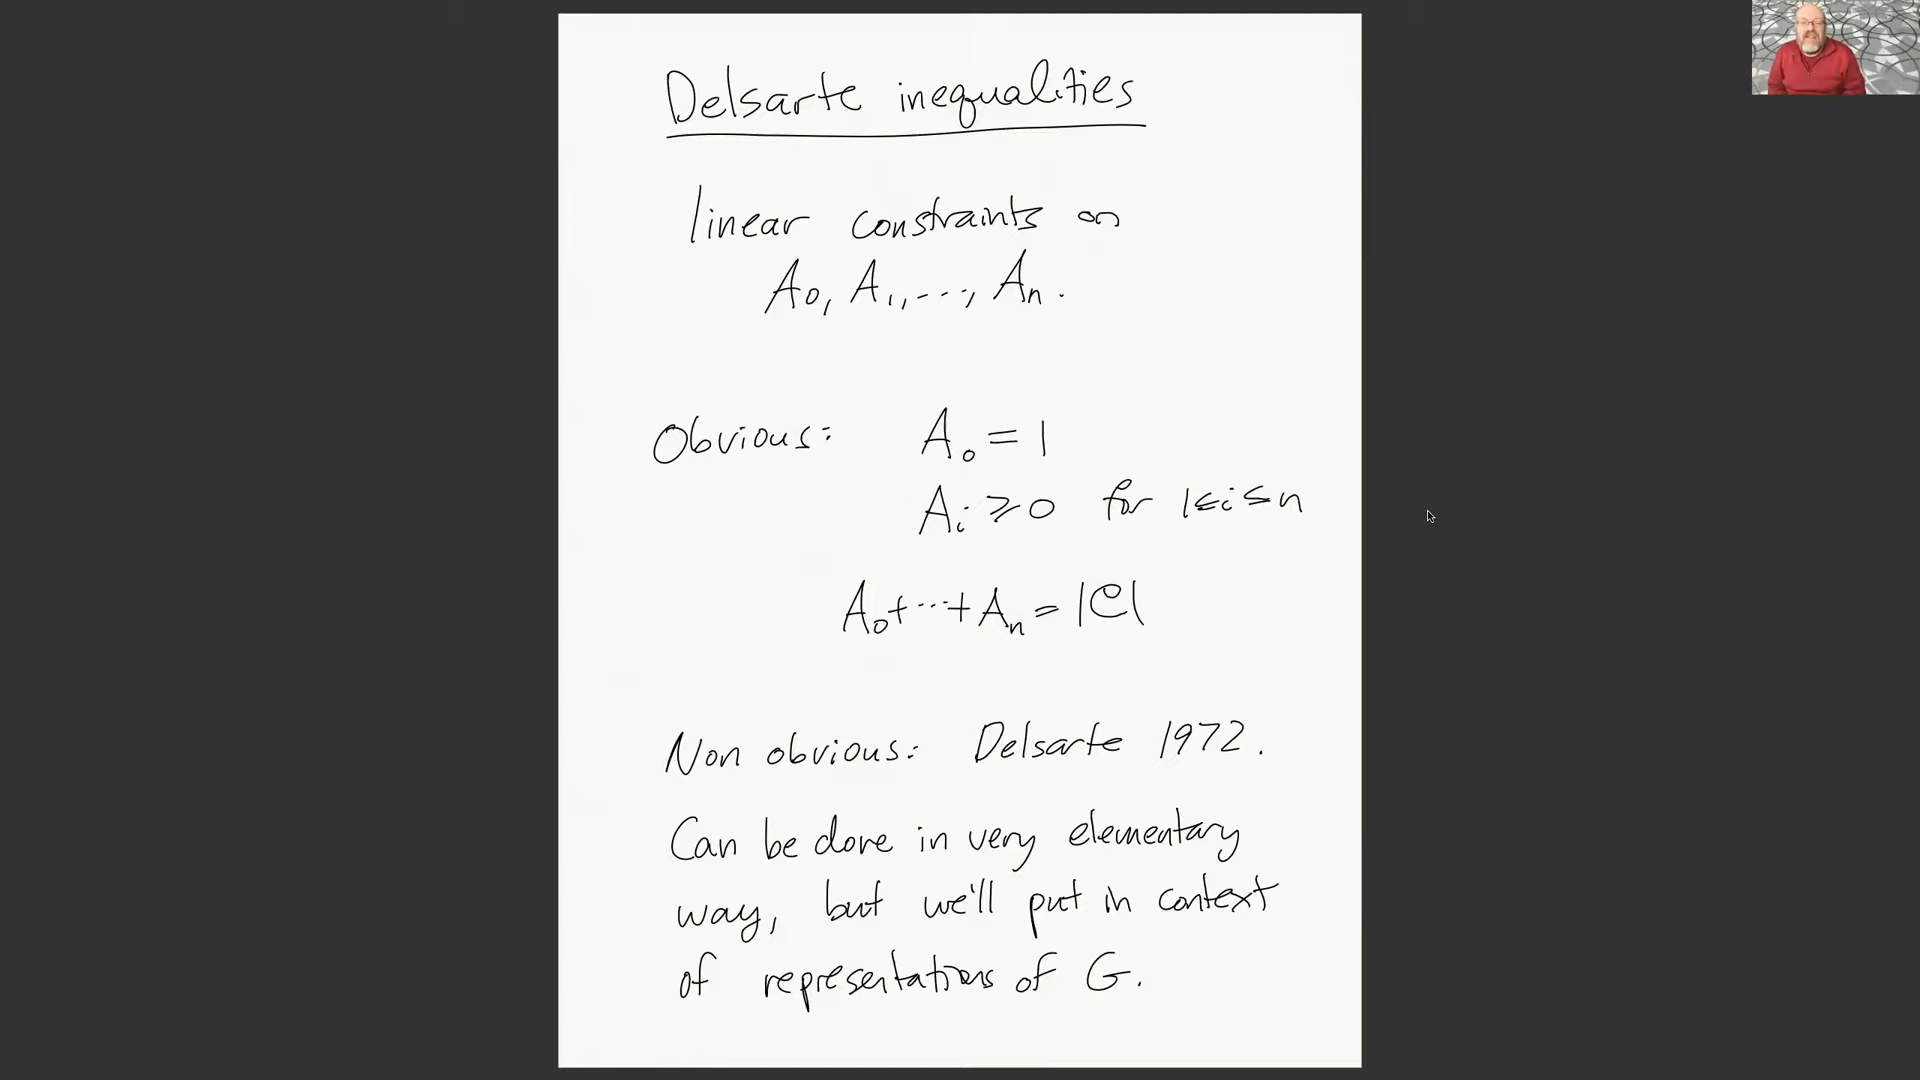 Delsarte inequalities
linear constraints on
A₀, A₁, ..., Aₙ.
Obvious: A₀ = 1
Aᵢ ⩾ 0 for 1≤i≤n
A₀+⋯+Aₙ = |C|
Non obvious: Delsarte 1972.
Can be done in very elementary
way, but we'll put in context
of representations of G.